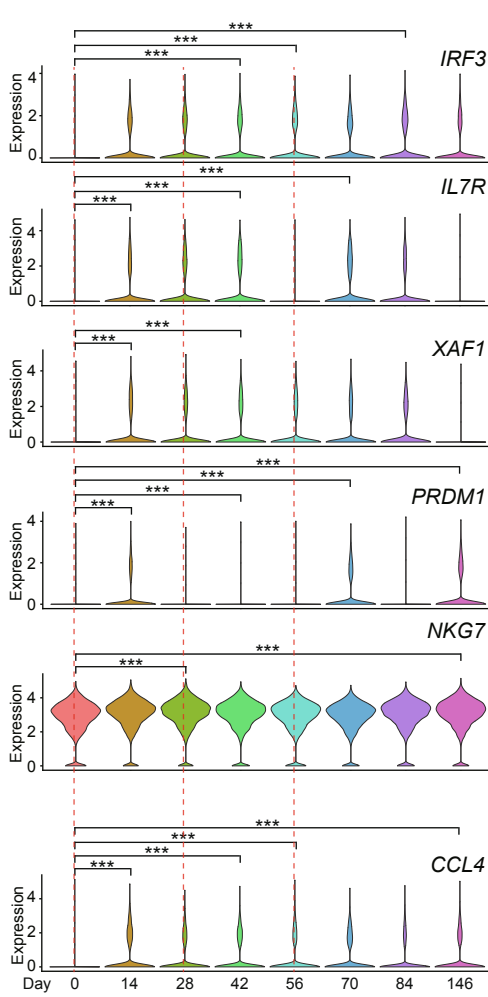 ***
***
***
IRF3
Expression
4
2
0
***
***
***
IL7R
Expression
4
2
0
***
***
XAF1
Expression
4
2
0
***
***
***
***
PRDM1
Expression
4
2
0
NKG7
***
***
Expression
4
2
0
***
***
***
***
CCL4
Expression
4
2
0
Day 0 14 28 42 56 70 84 146